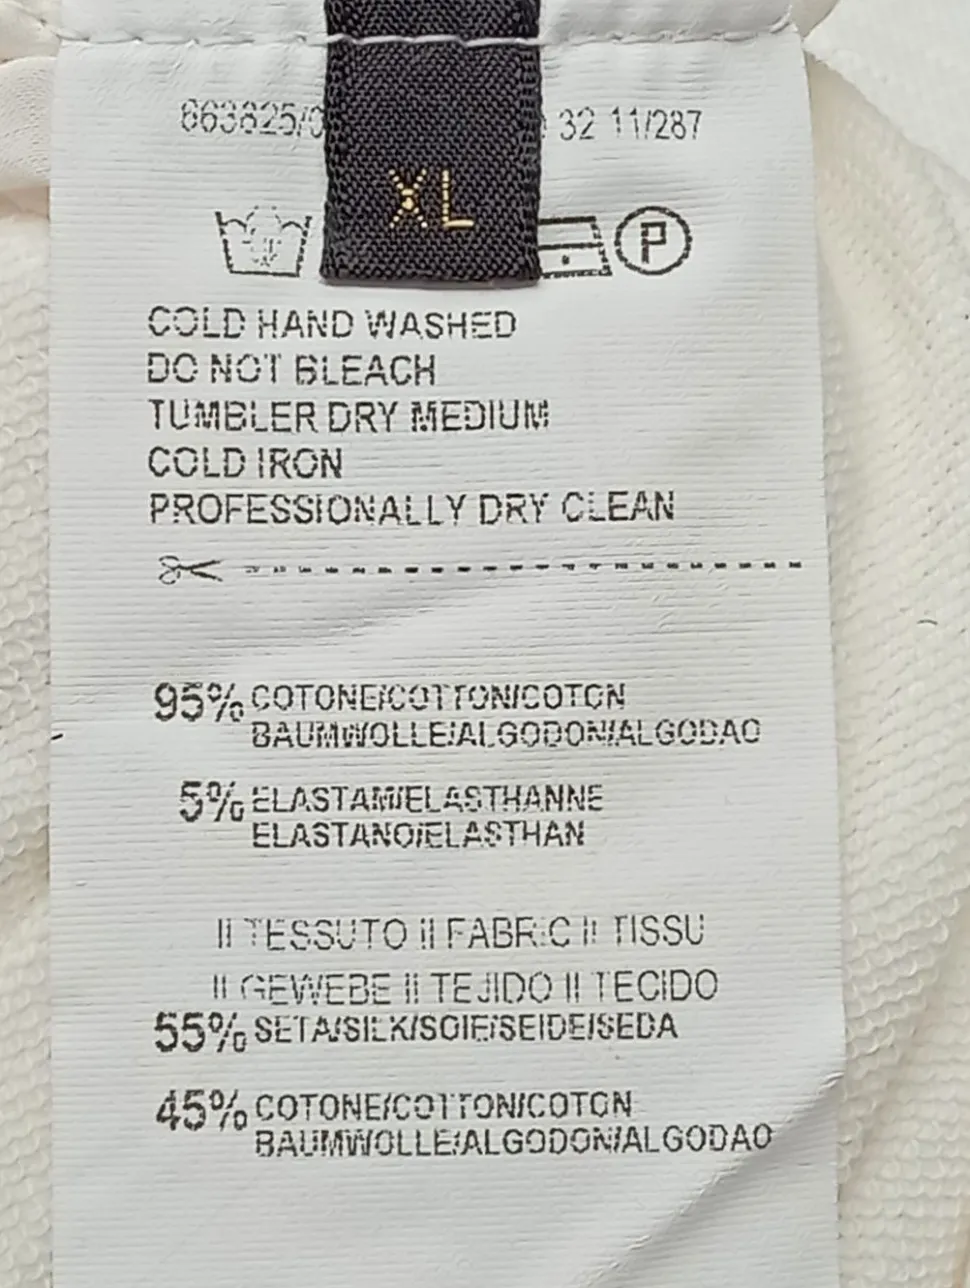 663825/0 32 11/287
XL
P
COLD HAND WASHED
DO NOT BLEACH
TUMBLER DRY MEDIUM
COLD IRON
PROFESSIONALLY DRY CLEAN
95% COTONE/COTTON/COTON
BAUMWOLLE/ALGODON/ALGODAO
5% ELASTAM/ELASTHANNE
ELASTANO/ELASTHAN
II TESSUTO II FABRIC II TISSU
II GEWEBE II TEJIDO II TECIDO
55% SETA/SILK/SOIE/SEIDE/SEDA
45% COTONE/COTTON/COTON
BAUMWOLLE/ALGODON/ALGODAO